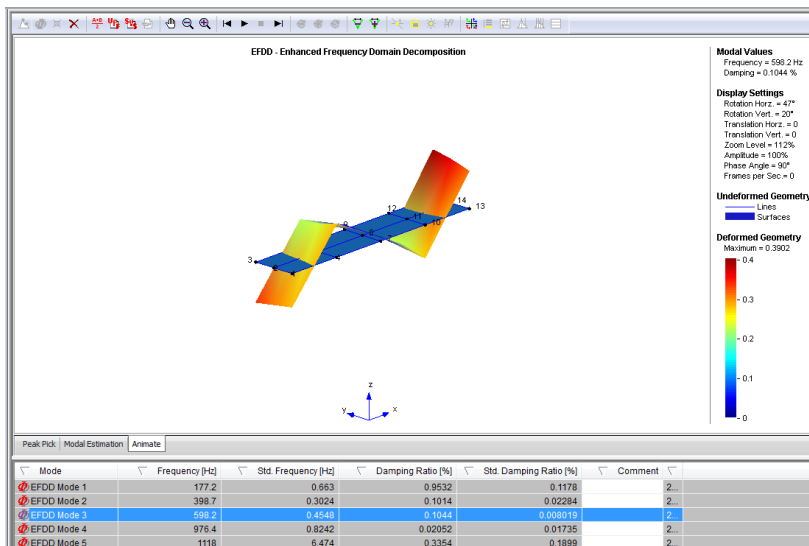 EFDD - Enhanced Frequency Domain Decomposition
Modal Values
Frequency = 598.2 Hz
Damping = 0.1044 %
Display Settings
Rotation Horz. = 47°
Rotation Vert. = 20°
Translation Horz. = 0
Translation Vert. = 0
Zoom Level = 112%
Amplitude = 100%
Phase Angle = 90°
Frames per Sec.= 0
Undeformed Geometry
Lines
Surfaces
Deformed Geometry
Maximum = 0.3902
0.4
0.3
0.2
0.1
0
12
14
13
11
10
9
8
7
3
4
z
y
x
Peak Pick Modal Estimation Animate
Mode Frequency [Hz] Std. Frequency [Hz] Damping Ratio [%] Std. Damping Ratio [%] Comment
EFDD Mode 1 177.2 0.663 0.9532 0.1178 2...
EFDD Mode 2 398.7 0.3024 0.1014 0.02284 2...
EFDD Mode 3 598.2 0.4548 0.1044 0.008019 2...
EFDD Mode 4 976.4 0.8242 0.02052 0.01735 2...
EFDD Mode 5 1118 6.474 0.3354 0.1899 2...